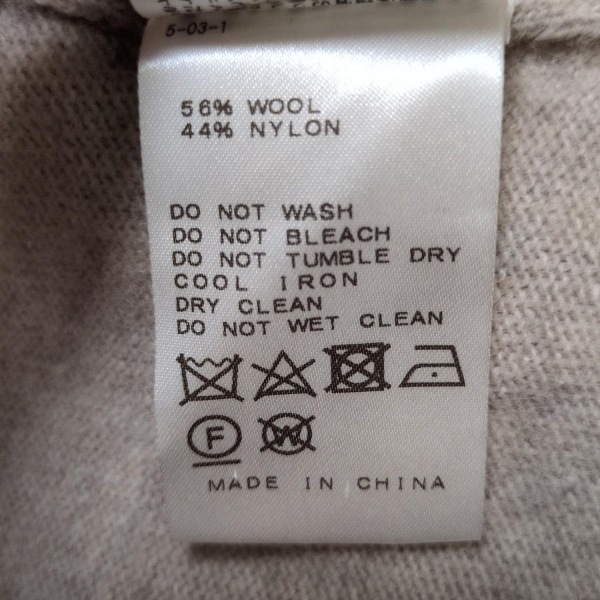 5-03-1
56% WOOL
44% NYLON
DO NOT WASH
DO NOT BLEACH
DO NOT TUMBLE DRY
COOL IRON
DRY CLEAN
DO NOT WET CLEAN
F W
MADE IN CHINA